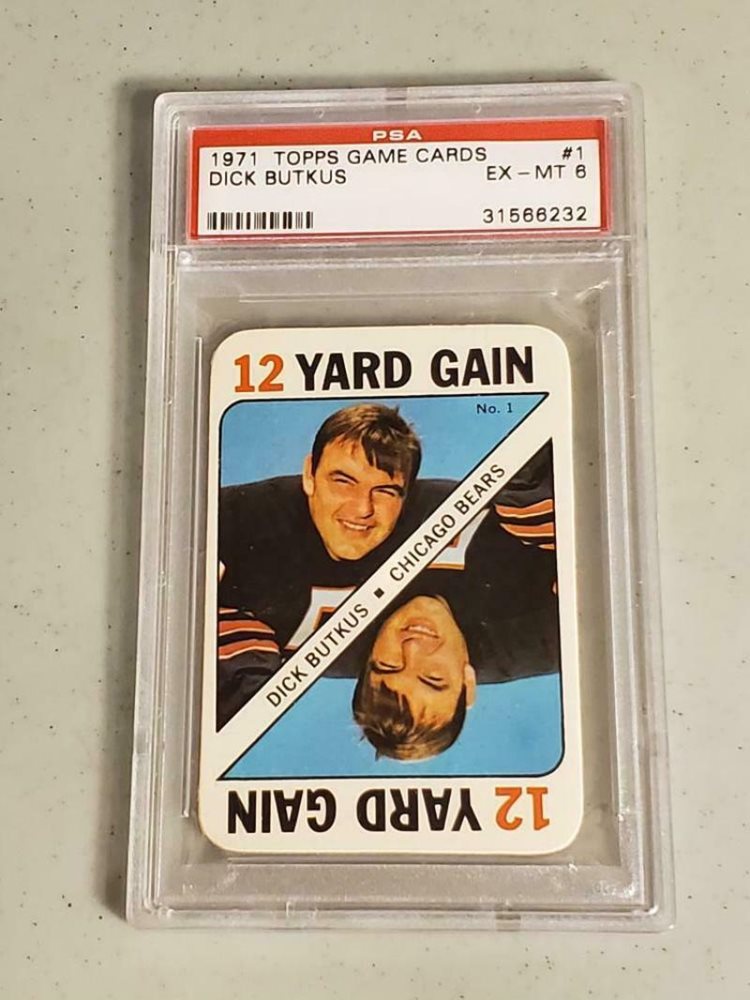 PSA
1971 TOPPS GAME CARDS #1
DICK BUTKUS EX - MT 6
31566232
12 YARD GAIN
No. 1
DICK BUTKUS ▪ CHICAGO BEARS
12 YARD GAIN